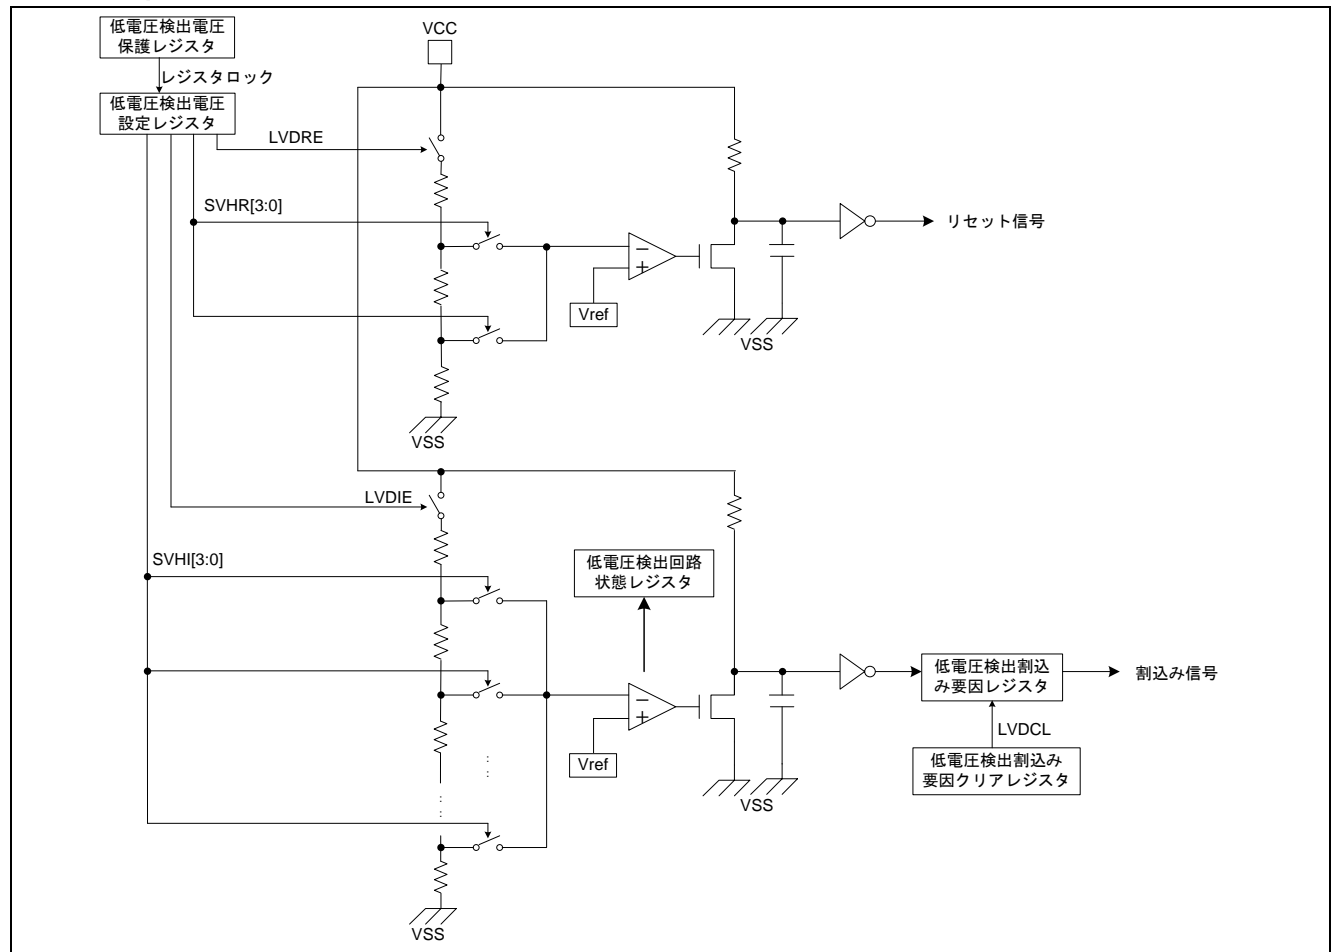 低電圧検出電圧
保護レジスタ
レジスタロック
低電圧検出電圧
設定レジスタ
VCC
LVDRE
SVHR[3:0]
−
+
Vref
リセット信号
VSS
VSS
LVDIE
SVHI[3:0]
低電圧検出回路
状態レジスタ
−
+
Vref
低電圧検出割込
み要因レジスタ
割込み信号
LVDCL
低電圧検出割込み
要因クリアレジスタ
VSS
VSS